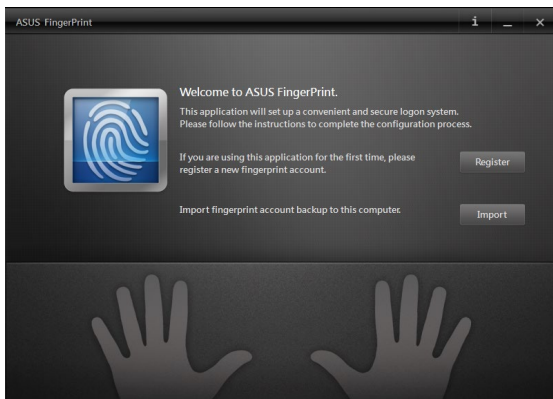 ASUS FingerPrint
i
Welcome to ASUS FingerPrint.
This application will set up a convenient and secure logon system.
Please follow the instructions to complete the configuration process.
If you are using this application for the first time, please
register a new fingerprint account.
Register
Import fingerprint account backup to this computer.
Import